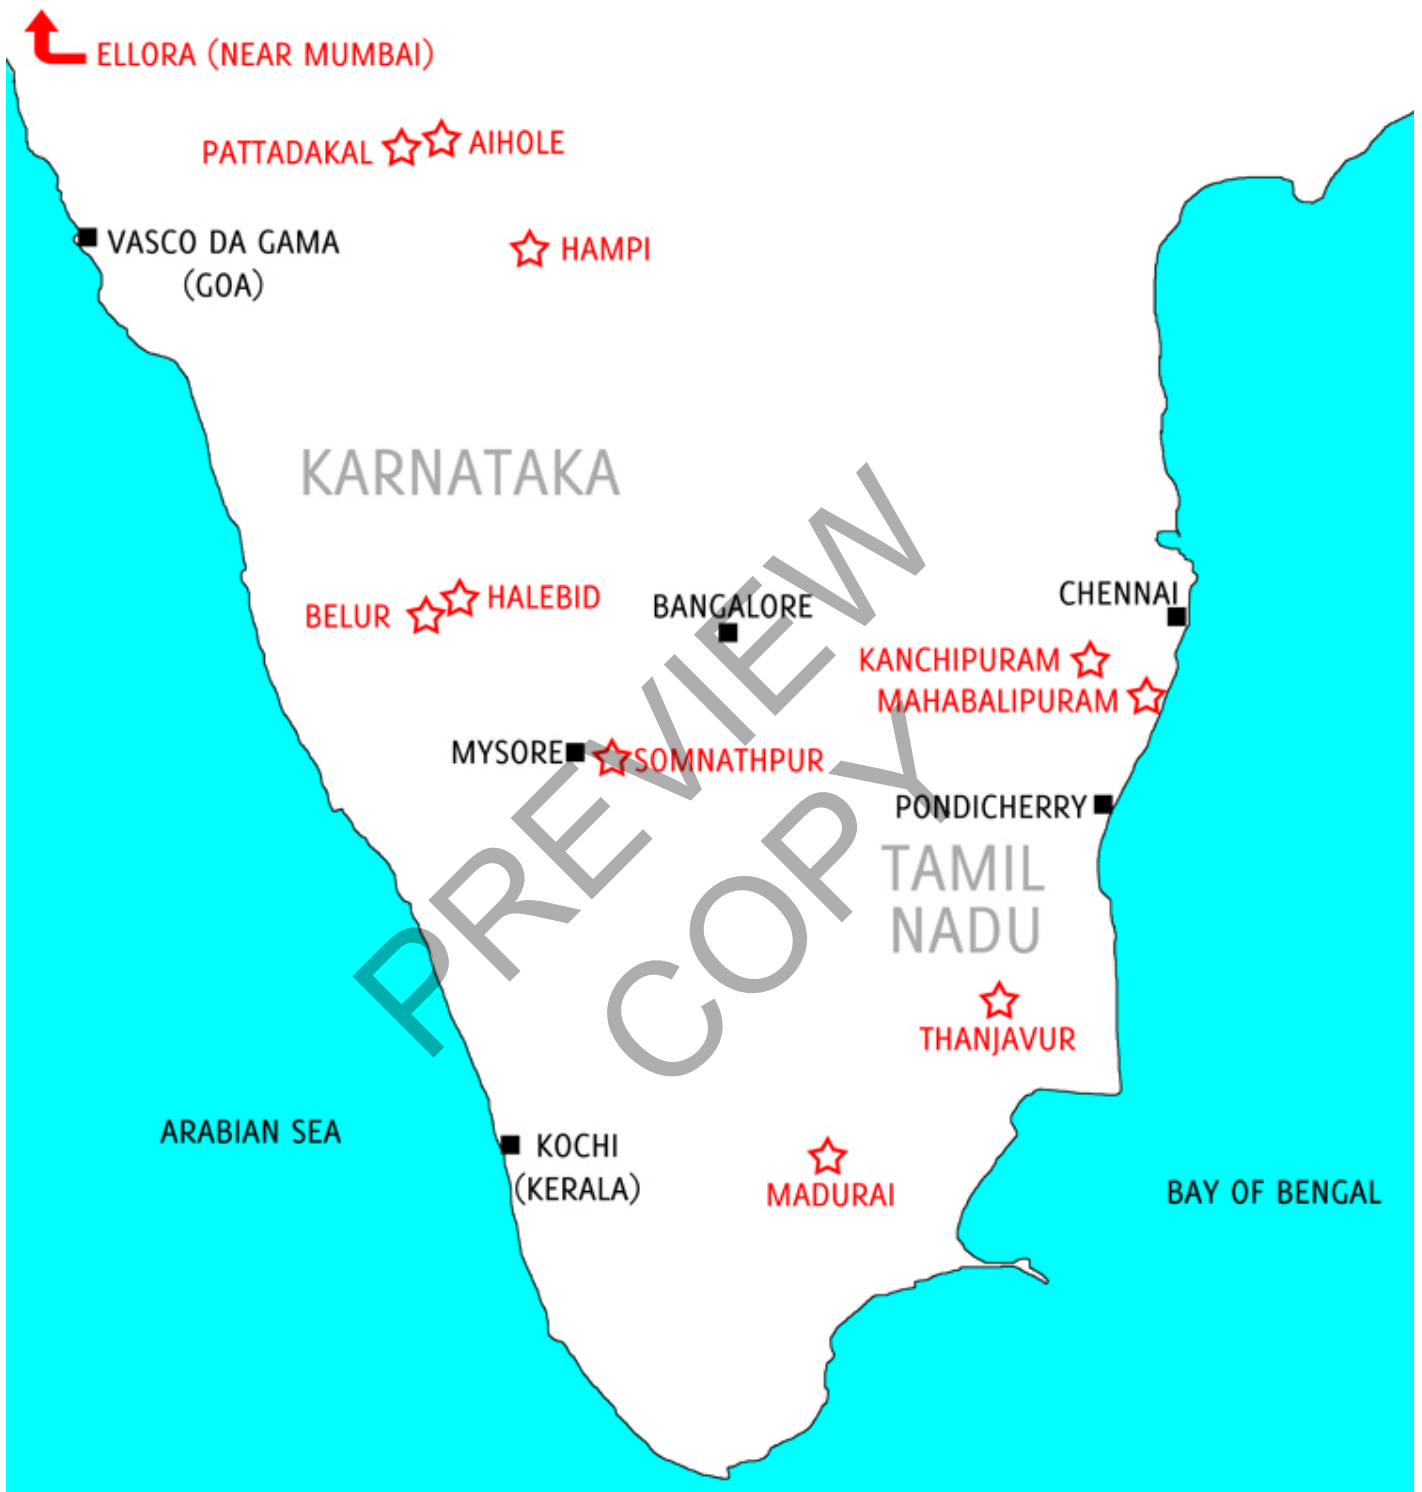 ELLORA (NEAR MUMBAI)
PATTADAKAL
AIHOLE
VASCO DA GAMA
(GOA)
HAMPI
KARNATAKA
BELUR
HALEBID
BANGALORE
CHENNAI
KANCHIPURAM
MAHABALIPURAM
MYSORE
SOMNATHPUR
PONDICHERRY
TAMIL
NADU
THANJAVUR
ARABIAN SEA
KOCHI
(KERALA)
MADURAI
BAY OF BENGAL
PREVIEW
COPY